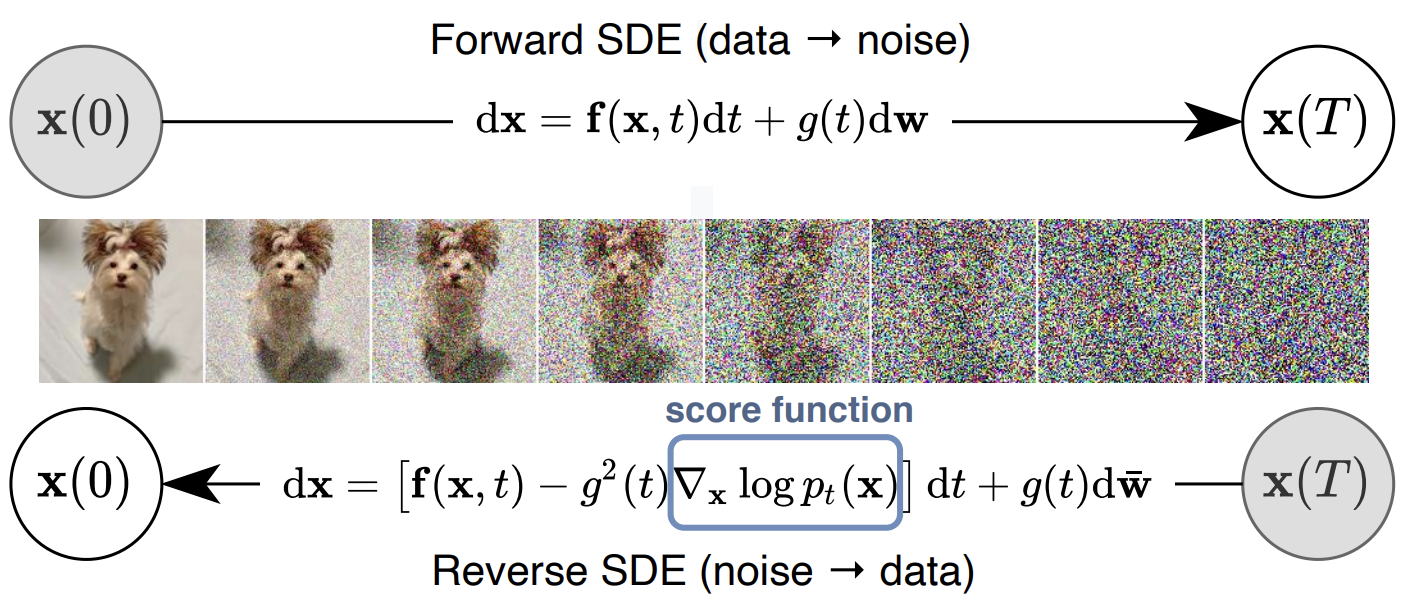 Forward SDE (data → noise)
x(0) dx = f(x, t)dt + g(t)dw x(T)
score function
x(0) dx = [f(x, t) − g²(t)∇ₓ log pₜ(x)] dt + g(t)dw̄ x(T)
Reverse SDE (noise → data)